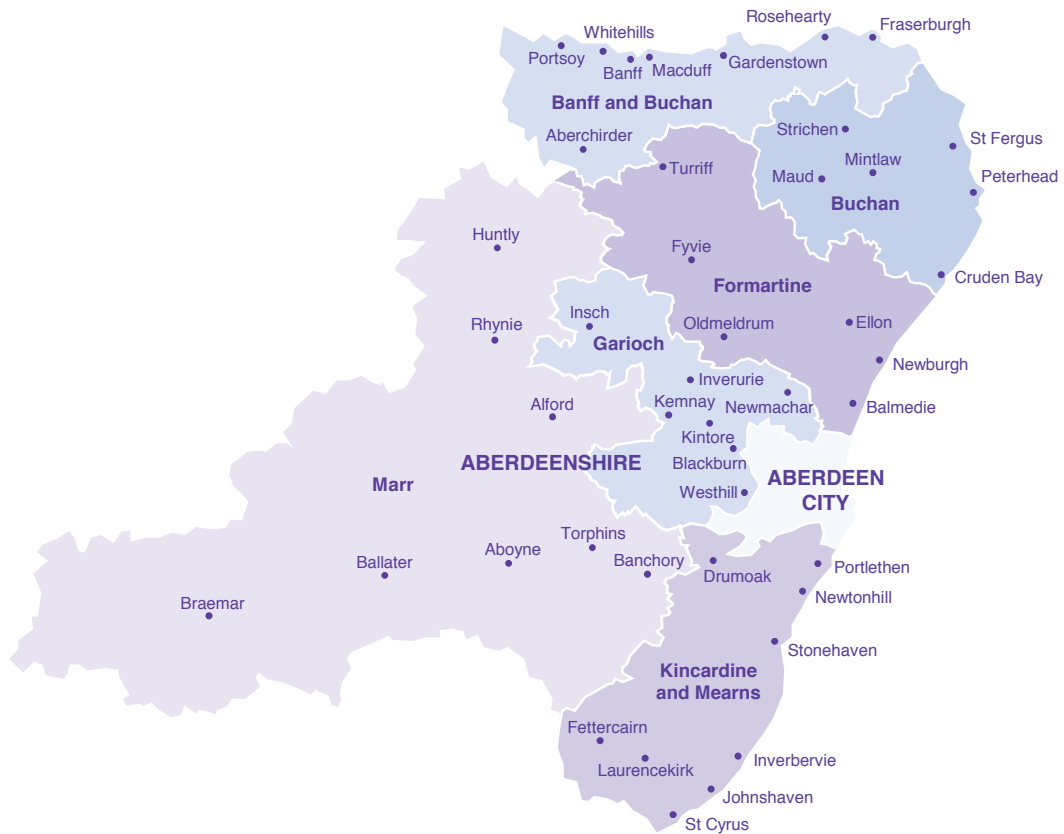 Rosehearty
Fraserburgh
Whitehills
Portsoy
Banff
Macduff
Gardenstown
Banff and Buchan
Aberchirder
Strichen
St Fergus
Mintlaw
Maud
Peterhead
Turriff
Buchan
Huntly
Fyvie
Cruden Bay
Formartine
Insch
Rhynie
Garioch
Oldmeldrum
Ellon
Newburgh
Inverurie
Alford
Kemnay
Newmachar
Balmedie
Kintore
ABERDEENSHIRE
Blackburn
Marr
Westhill
ABERDEEN
CITY
Torphins
Aboyne
Banchory
Ballater
Drumoak
Portlethen
Braemar
Newtonhill
Stonehaven
Kincardine
and Mearns
Fettercairn
Laurencekirk
Inverbervie
Johnshaven
St Cyrus